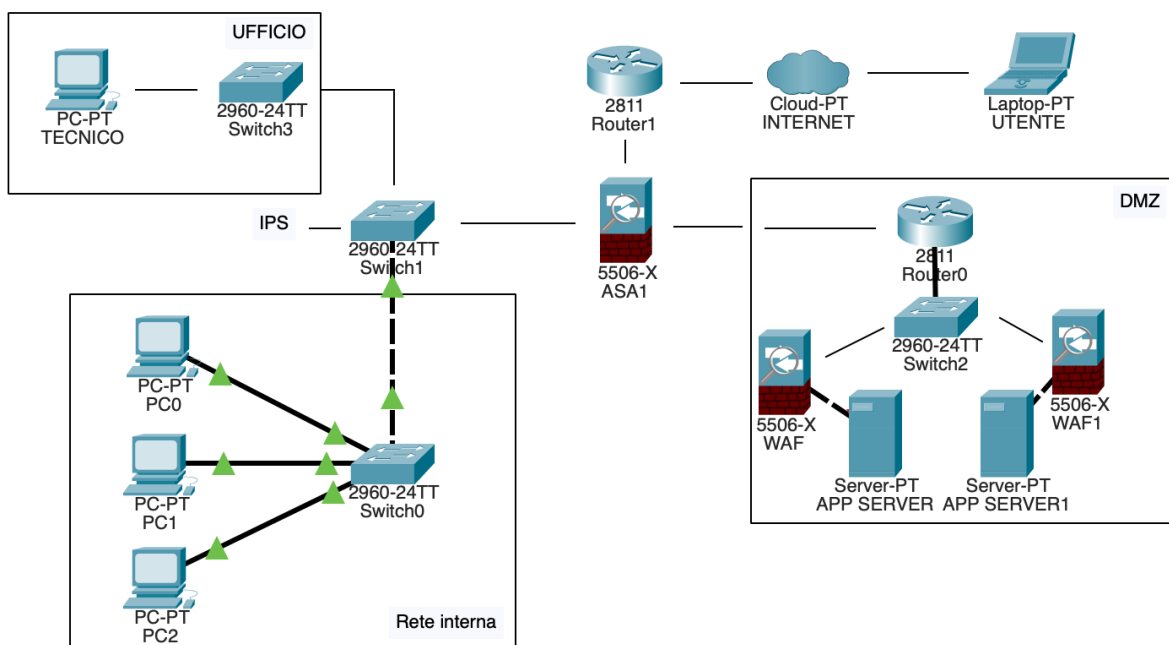 UFFICIO
PC-PT
TECNICO
2960-24TT
Switch3
2811
Router1
Cloud-PT
INTERNET
Laptop-PT
UTENTE
IPS
2960-24TT
Switch1
5506-X
ASA1
DMZ
2811
Router0
2960-24TT
Switch2
5506-X
WAF
5506-X
WAF1
Server-PT
APP SERVER
Server-PT
APP SERVER1
PC-PT
PC0
PC-PT
PC1
2960-24TT
Switch0
PC-PT
PC2
Rete interna